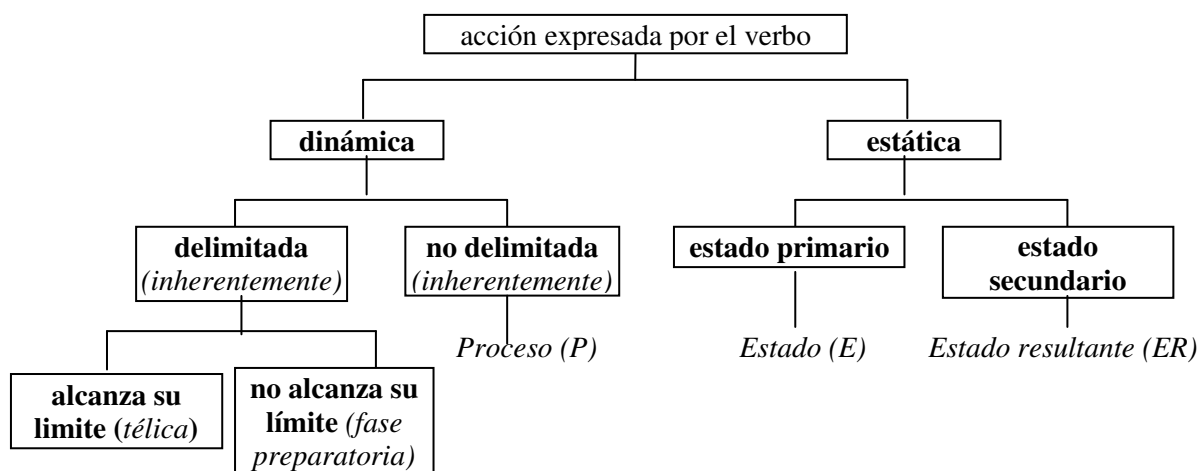 acción expresada por el verbo
dinámica
estática
delimitada
(inherentemente)
no delimitada
(inherentemente)
estado primario
estado
secundario
Proceso (P)
Estado (E)
Estado resultante (ER)
alcanza su
limite (télica)
no alcanza su
límite (fase
preparatoria)